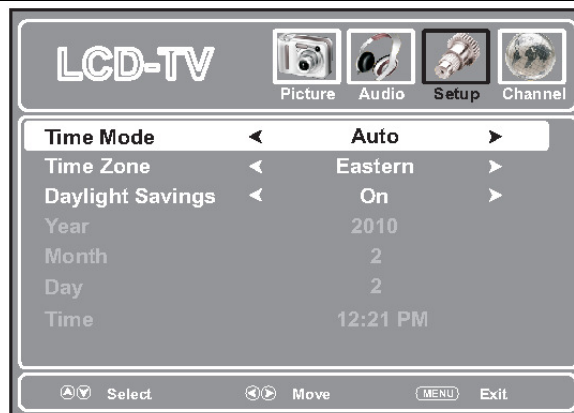 LCD-TV
Picture Audio Setup Channel
Time Mode Auto
Time Zone Eastern
Daylight Savings On
Year 2010
Month 2
Day 2
Time 12:21 PM
Select Move MENU Exit